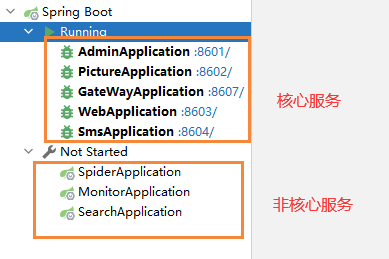 Spring Boot
Running
AdminApplication :8601/
PictureApplication :8602/
GateWayApplication :8607/
WebApplication :8603/
SmsApplication :8604/
核心服务
Not Started
SpiderApplication
MonitorApplication
SearchApplication
非核心服务